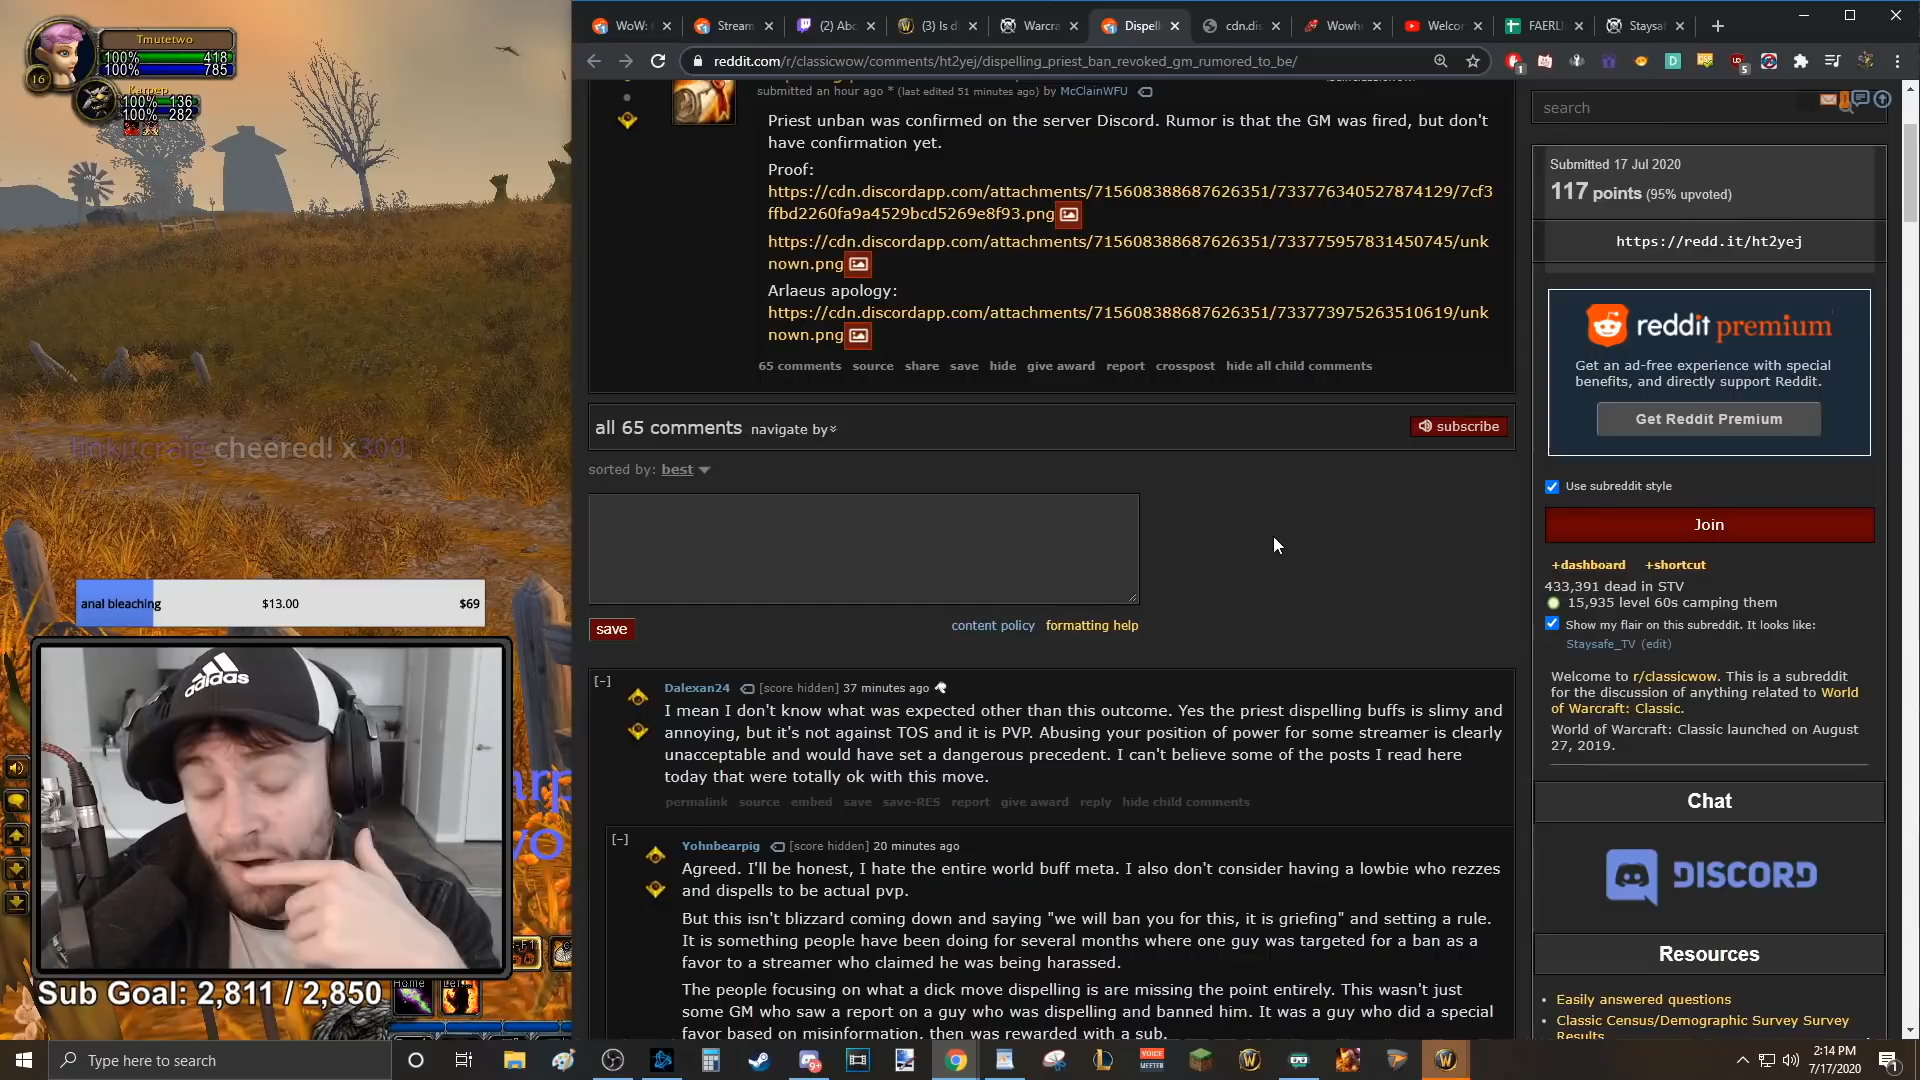 Tmutetwo
100% 418
100% 785
16
Karper
100% 136
100% 282
linkitcraig cheered! x300
anal bleaching $13.00 $69
adidas
Sub Goal: 2,811 / 2,850
Home
WoW:
Stream
(2) Abc
(3) Is d
Warcra
Dispell
cdn.dis
Wowh
Welcor
FAERLI
Staysaf
reddit.com/r/classicwow/comments/ht2yej/dispelling_priest_ban_revoked_gm_rumored_to_be/
submitted an hour ago * (last edited 51 minutes ago) by McClainWFU
Priest unban was confirmed on the server Discord. Rumor is that the GM was fired, but don't
have confirmation yet.
Proof:
https://cdn.discordapp.com/attachments/715608388687626351/733776340527874129/7cf3
ffbd2260fa9a4529bcd5269e8f93.png
https://cdn.discordapp.com/attachments/715608388687626351/733775957831450745/unk
nown.png
Arlaeus apology:
https://cdn.discordapp.com/attachments/715608388687626351/733773975263510619/unk
nown.png
65 comments source share save hide give award report crosspost hide all child comments
all 65 comments navigate by
subscribe
sorted by: best
save
content policy formatting help
[-] Dalexan24 [score hidden] 37 minutes ago
I mean I don't know what was expected other than this outcome. Yes the priest dispelling buffs is slimy and
annoying, but it's not against TOS and it is PVP. Abusing your position of power for some streamer is clearly
unacceptable and would have set a dangerous precedent. I can't believe some of the posts I read here
today that were totally ok with this move.
permalink source embed save save-RES report give award reply hide child comments
[-] Yohnbearpig [score hidden] 20 minutes ago
Agreed. I'll be honest, I hate the entire world buff meta. I also don't consider having a lowbie who rezzes
and dispells to be actual pvp.
But this isn't blizzard coming down and saying "we will ban you for this, it is griefing" and setting a rule.
It is something people have been doing for several months where one guy was targeted for a ban as a
favor to a streamer who claimed he was being harassed.
The people focusing on what a dick move dispelling is are missing the point entirely. This wasn't just
some GM who saw a report on a guy who was dispelling and banned him. It was a guy who did a special
favor based on misinformation, then was rewarded with a sub.
search
Submitted 17 Jul 2020
117 points (95% upvoted)
https://redd.it/ht2yej
reddit premium
Get an ad-free experience with special
benefits, and directly support Reddit.
Get Reddit Premium
Use subreddit style
Join
+dashboard +shortcut
433,391 dead in STV
15,935 level 60s camping them
Show my flair on this subreddit. It looks like:
Staysafe_TV (edit)
Welcome to r/classicwow. This is a subreddit
for the discussion of anything related to World
of Warcraft: Classic.
World of Warcraft: Classic launched on August
27, 2019.
Chat
DISCORD
Resources
Easily answered questions
Classic Census/Demographic Survey Survey
Results
Type here to search
VOICE
MEETER
2:14 PM
7/17/2020